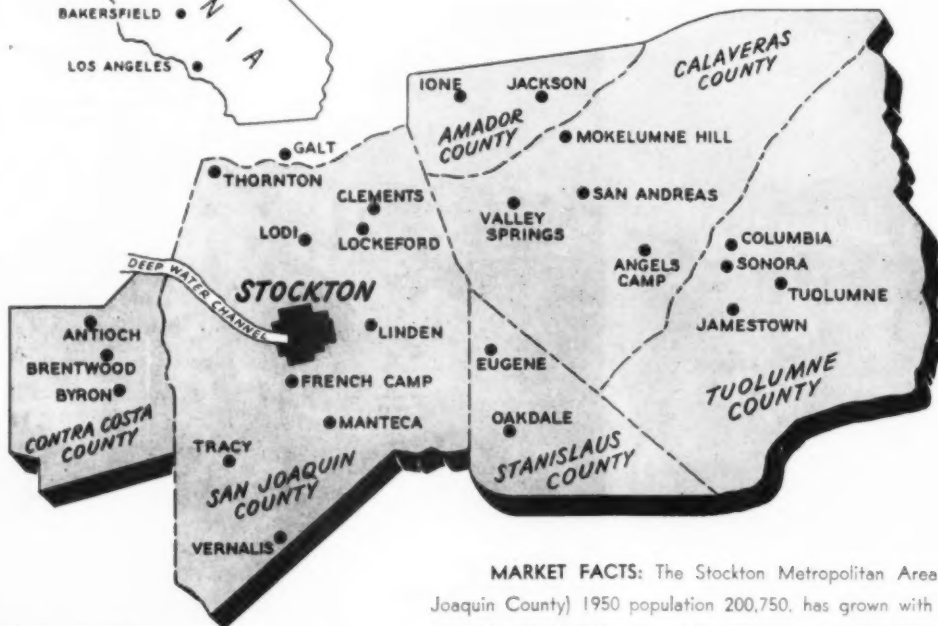 NIA
BAKERSFIELD
LOS ANGELES
CALAVERAS
COUNTY
IONE
JACKSON
AMADOR
COUNTY
MOKELUMNE HILL
GALT
THORNTON
CLEMENTS
SAN ANDREAS
VALLEY
SPRINGS
LODI
LOCKEFORD
COLUMBIA
ANGELS
CAMP
SONORA
DEEP WATER CHANNEL
STOCKTON
TUOLUMNE
JAMESTOWN
ANTIOCH
LINDEN
BRENTWOOD
EUGENE
BYRON
FRENCH CAMP
TUOLUMNE
COUNTY
CONTRA COSTA
COUNTY
MANTECA
OAKDALE
STANISLAUS
COUNTY
TRACY
SAN JOAQUIN
COUNTY
VERNALIS
MARKET FACTS: The Stockton Metropolitan Area
Joaquin County) 1950 population 200,750, has grown with